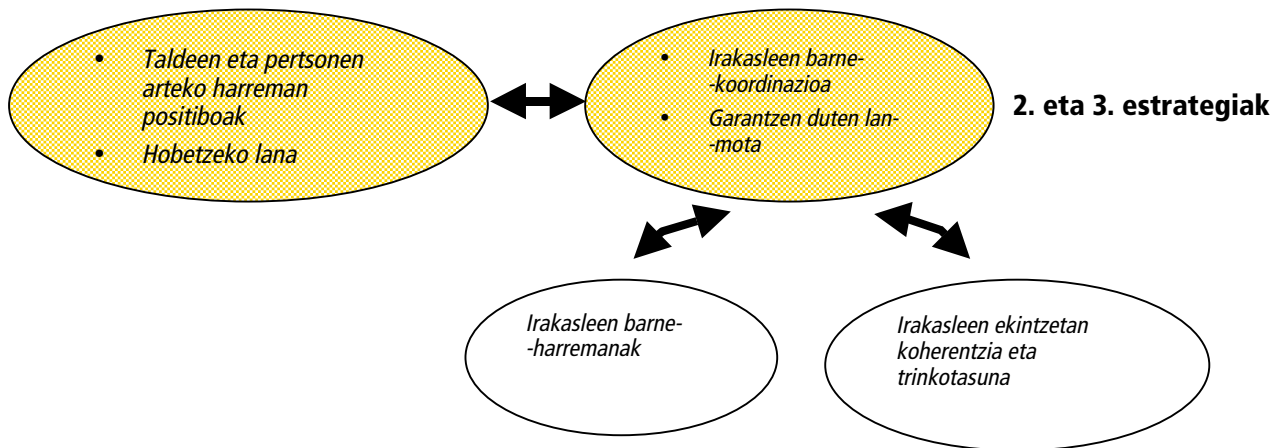 • Taldeen eta pertsonen
arteko harreman
positiboak
• Hobetzeko lana
• Irakasleen barne-
-koordinazioa
• Garantzen duten lan-
-mota
2. eta 3. estrategiak
Irakasleen barne-
-harremanak
Irakasleen ekintzetan
koherentzia eta
trinkotasuna